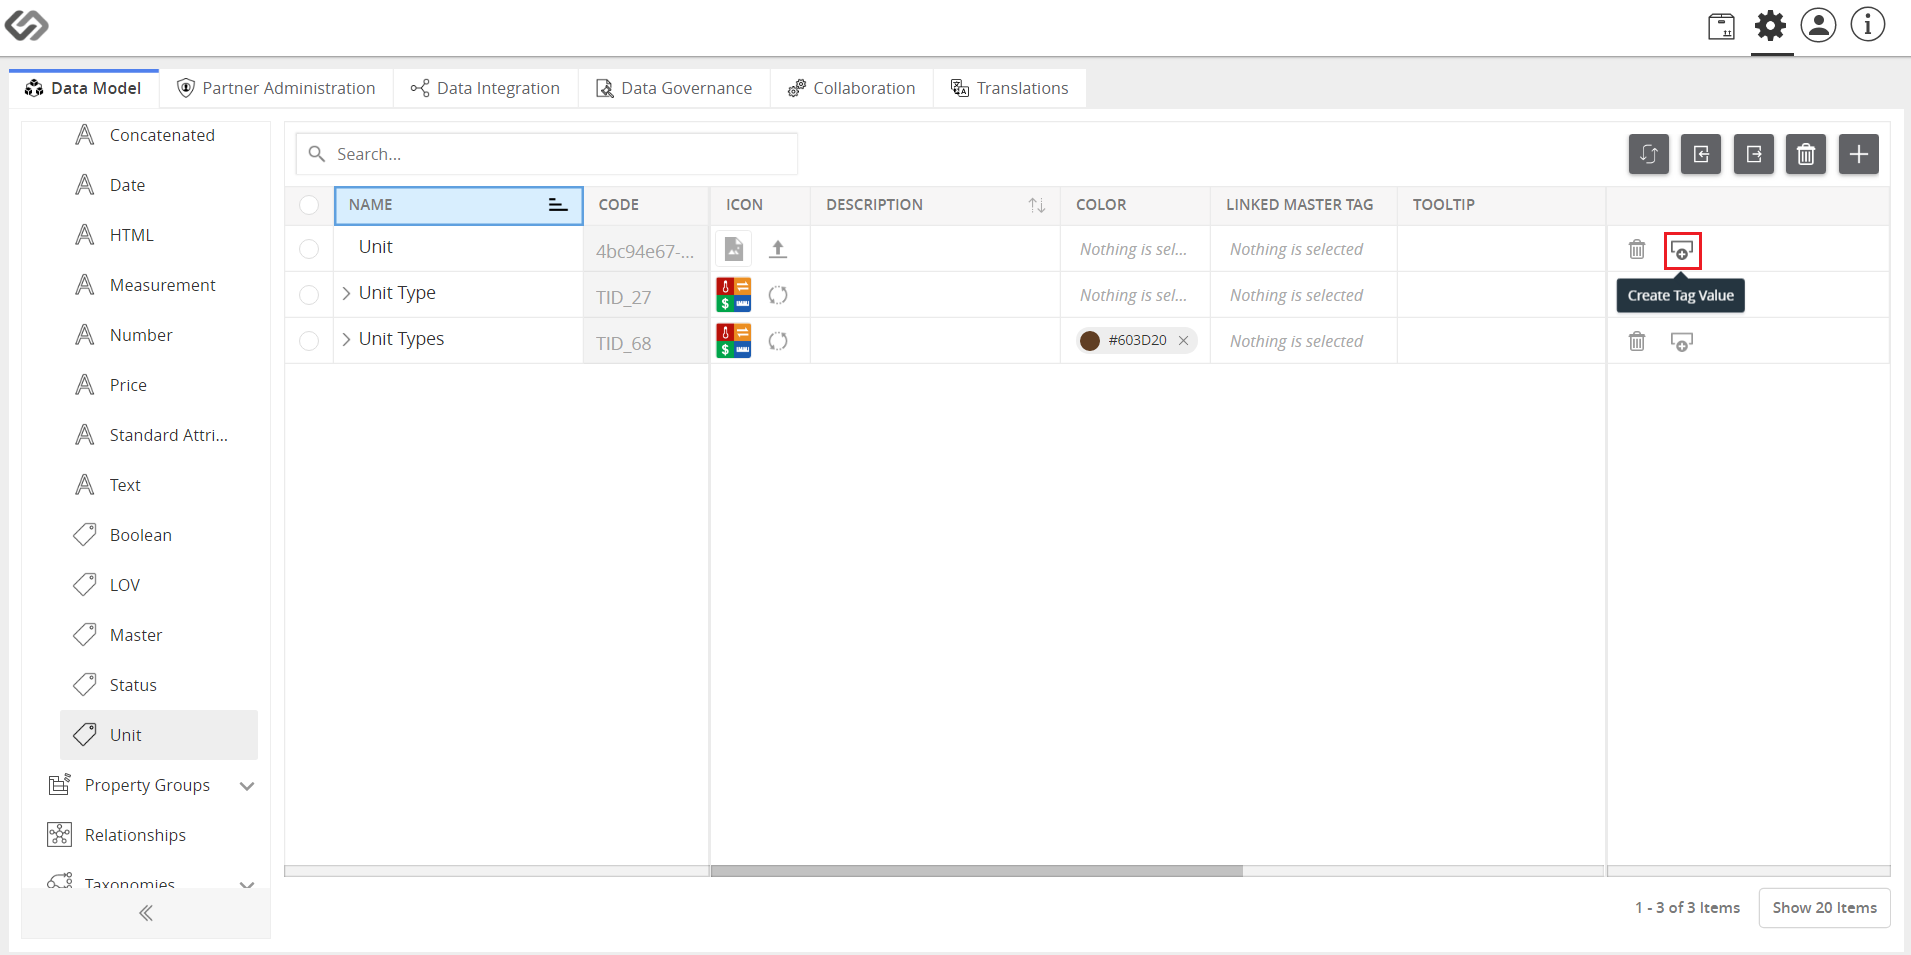 Data Model
Partner Administration
Data Integration
Data Governance
Collaboration
Translations
Concatenated
Date
HTML
Measurement
Number
Price
Standard Attri...
Text
Boolean
LOV
Master
Status
Unit
Property Groups
Relationships
Taxonomies
Search...
NAME CODE ICON DESCRIPTION COLOR LINKED MASTER TAG TOOLTIP
Unit 4bc94e67-... Nothing is sel... Nothing is selected
Unit Type TID_27 Nothing is sel... Nothing is selected
Create Tag Value
Unit Types TID_68 #603D20 Nothing is selected
1 - 3 of 3 Items
Show 20 Items